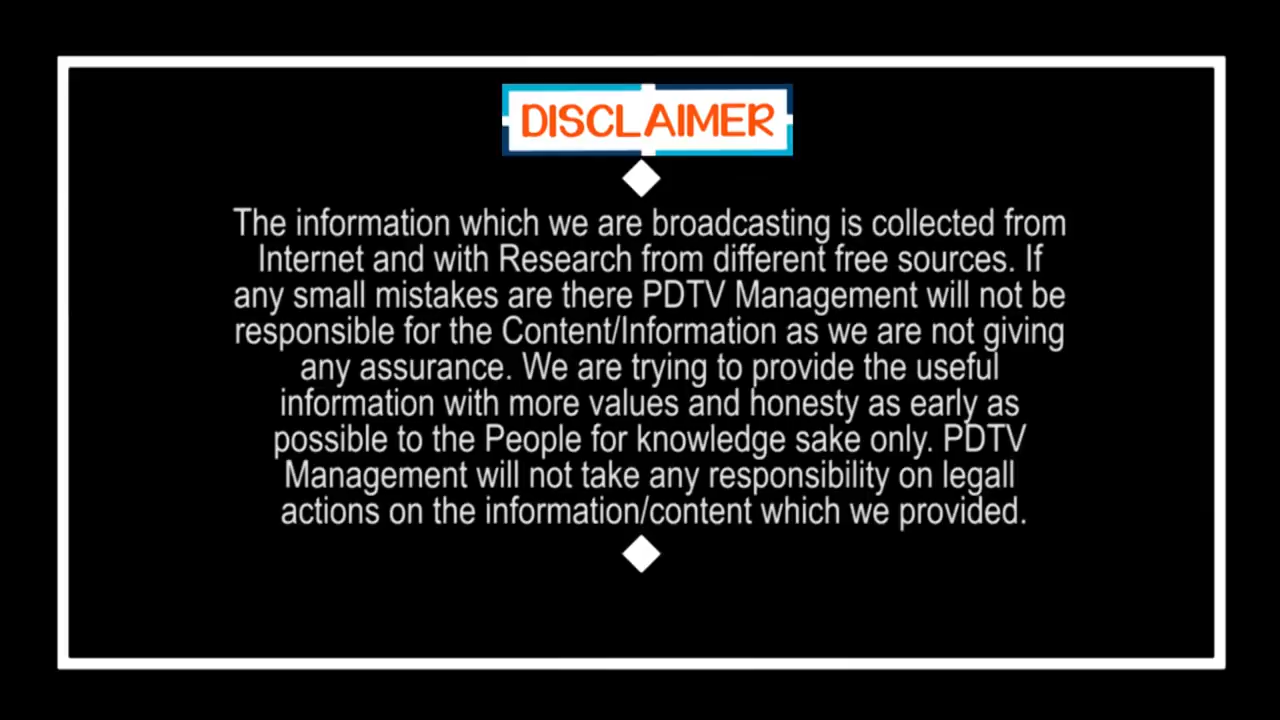 DISCLAIMER
The information which we are broadcasting is collected from
Internet and with Research from different free sources. If
any small mistakes are there PDTV Management will not be
responsible for the Content/Information as we are not giving
any assurance. We are trying to provide the useful
information with more values and honesty as early as
possible to the People for knowledge sake only. PDTV
Management will not take any responsibility on legall
actions on the information/content which we provided.